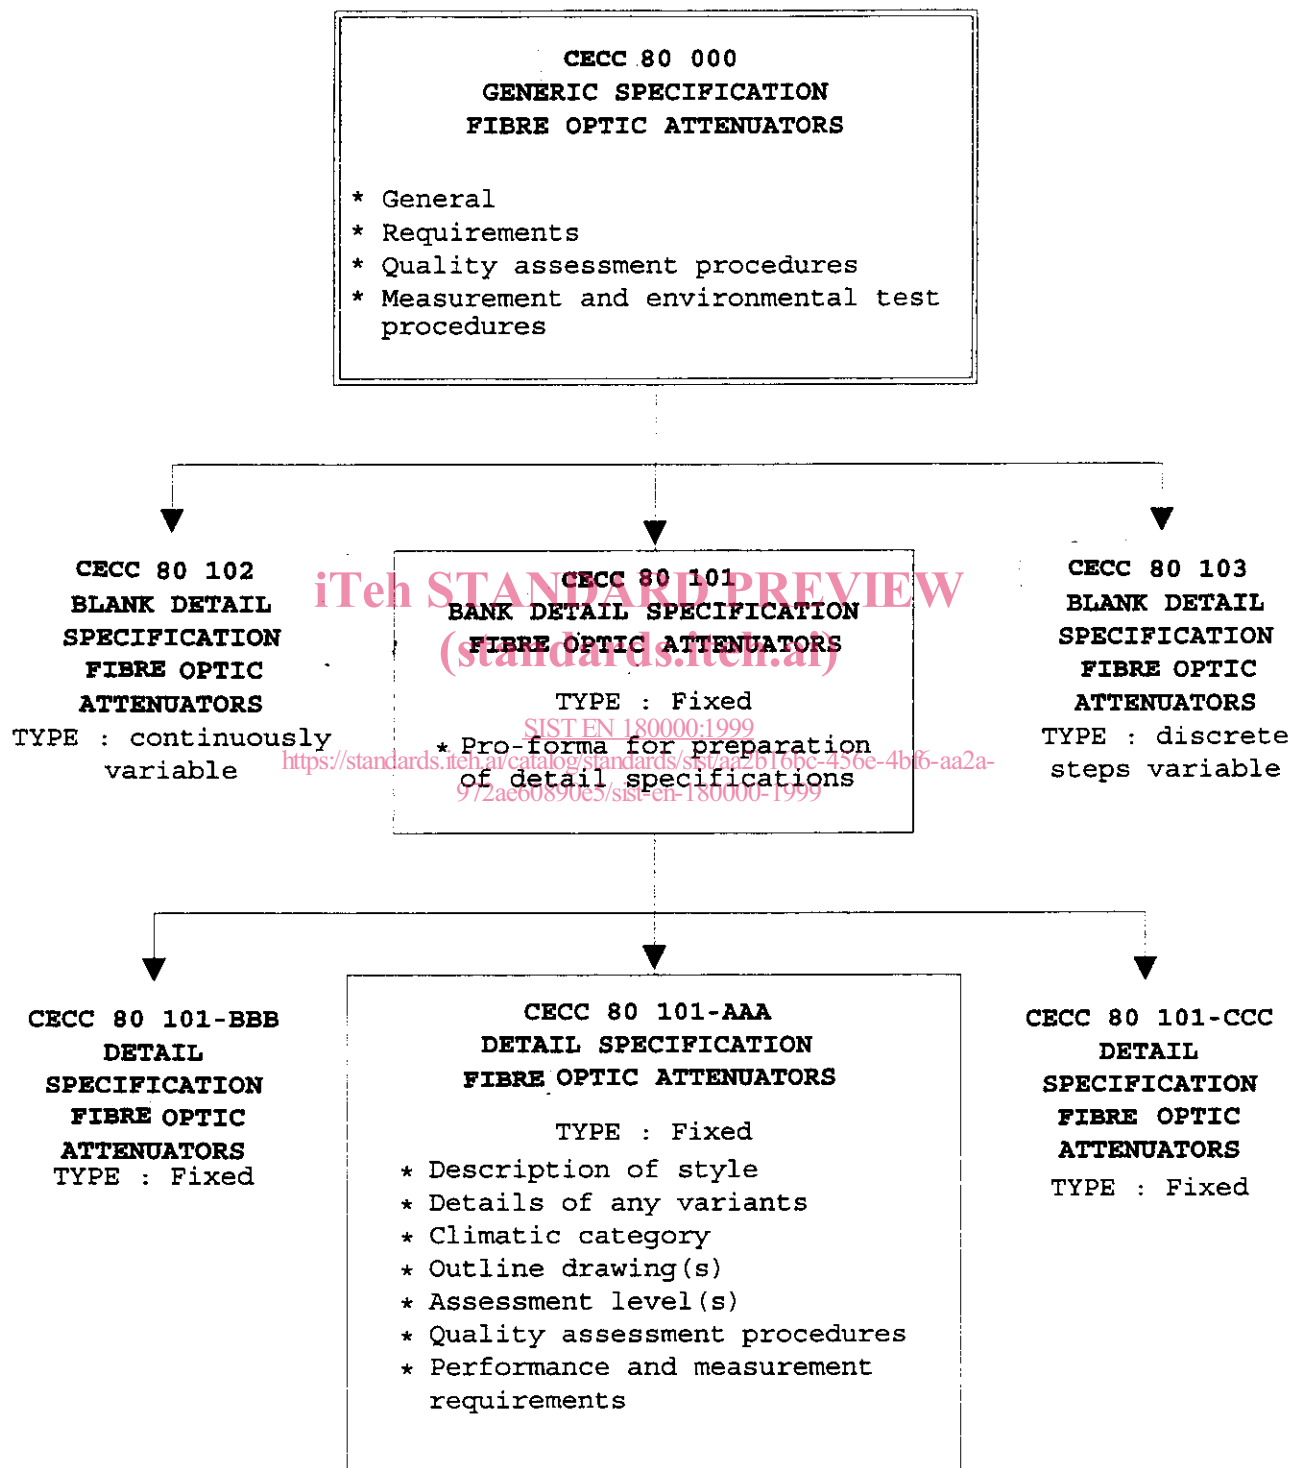 CECC 80 000
GENERIC SPECIFICATION
FIBRE OPTIC ATTENUATORS
* General
* Requirements
* Quality assessment procedures
* Measurement and environmental test
procedures
CECC 80 102
BLANK DETAIL
SPECIFICATION
FIBRE OPTIC
ATTENUATORS
TYPE : continuously
variable
CECC 80 101
BANK DETAIL SPECIFICATION
FIBRE OPTIC ATTENUATORS
TYPE : Fixed
* Pro-forma for preparation
of detail specifications
CECC 80 103
BLANK DETAIL
SPECIFICATION
FIBRE OPTIC
ATTENUATORS
TYPE : discrete
steps variable
iTeh STANDARD PREVIEW
(standards.iteh.ai)
SIST EN 180000:1999
https://standards.iteh.ai/catalog/standards/sist/aa2b16bc-456e-4bf6-aa2a-
972ae60890e5/sist-en-180000-1999
CECC 80 101-BBB
DETAIL
SPECIFICATION
FIBRE OPTIC
ATTENUATORS
TYPE : Fixed
CECC 80 101-AAA
DETAIL SPECIFICATION
FIBRE OPTIC ATTENUATORS
TYPE : Fixed
* Description of style
* Details of any variants
* Climatic category
* Outline drawing(s)
* Assessment level(s)
* Quality assessment procedures
* Performance and measurement
requirements
CECC 80 101-CCC
DETAIL
SPECIFICATION
FIBRE OPTIC
ATTENUATORS
TYPE : Fixed